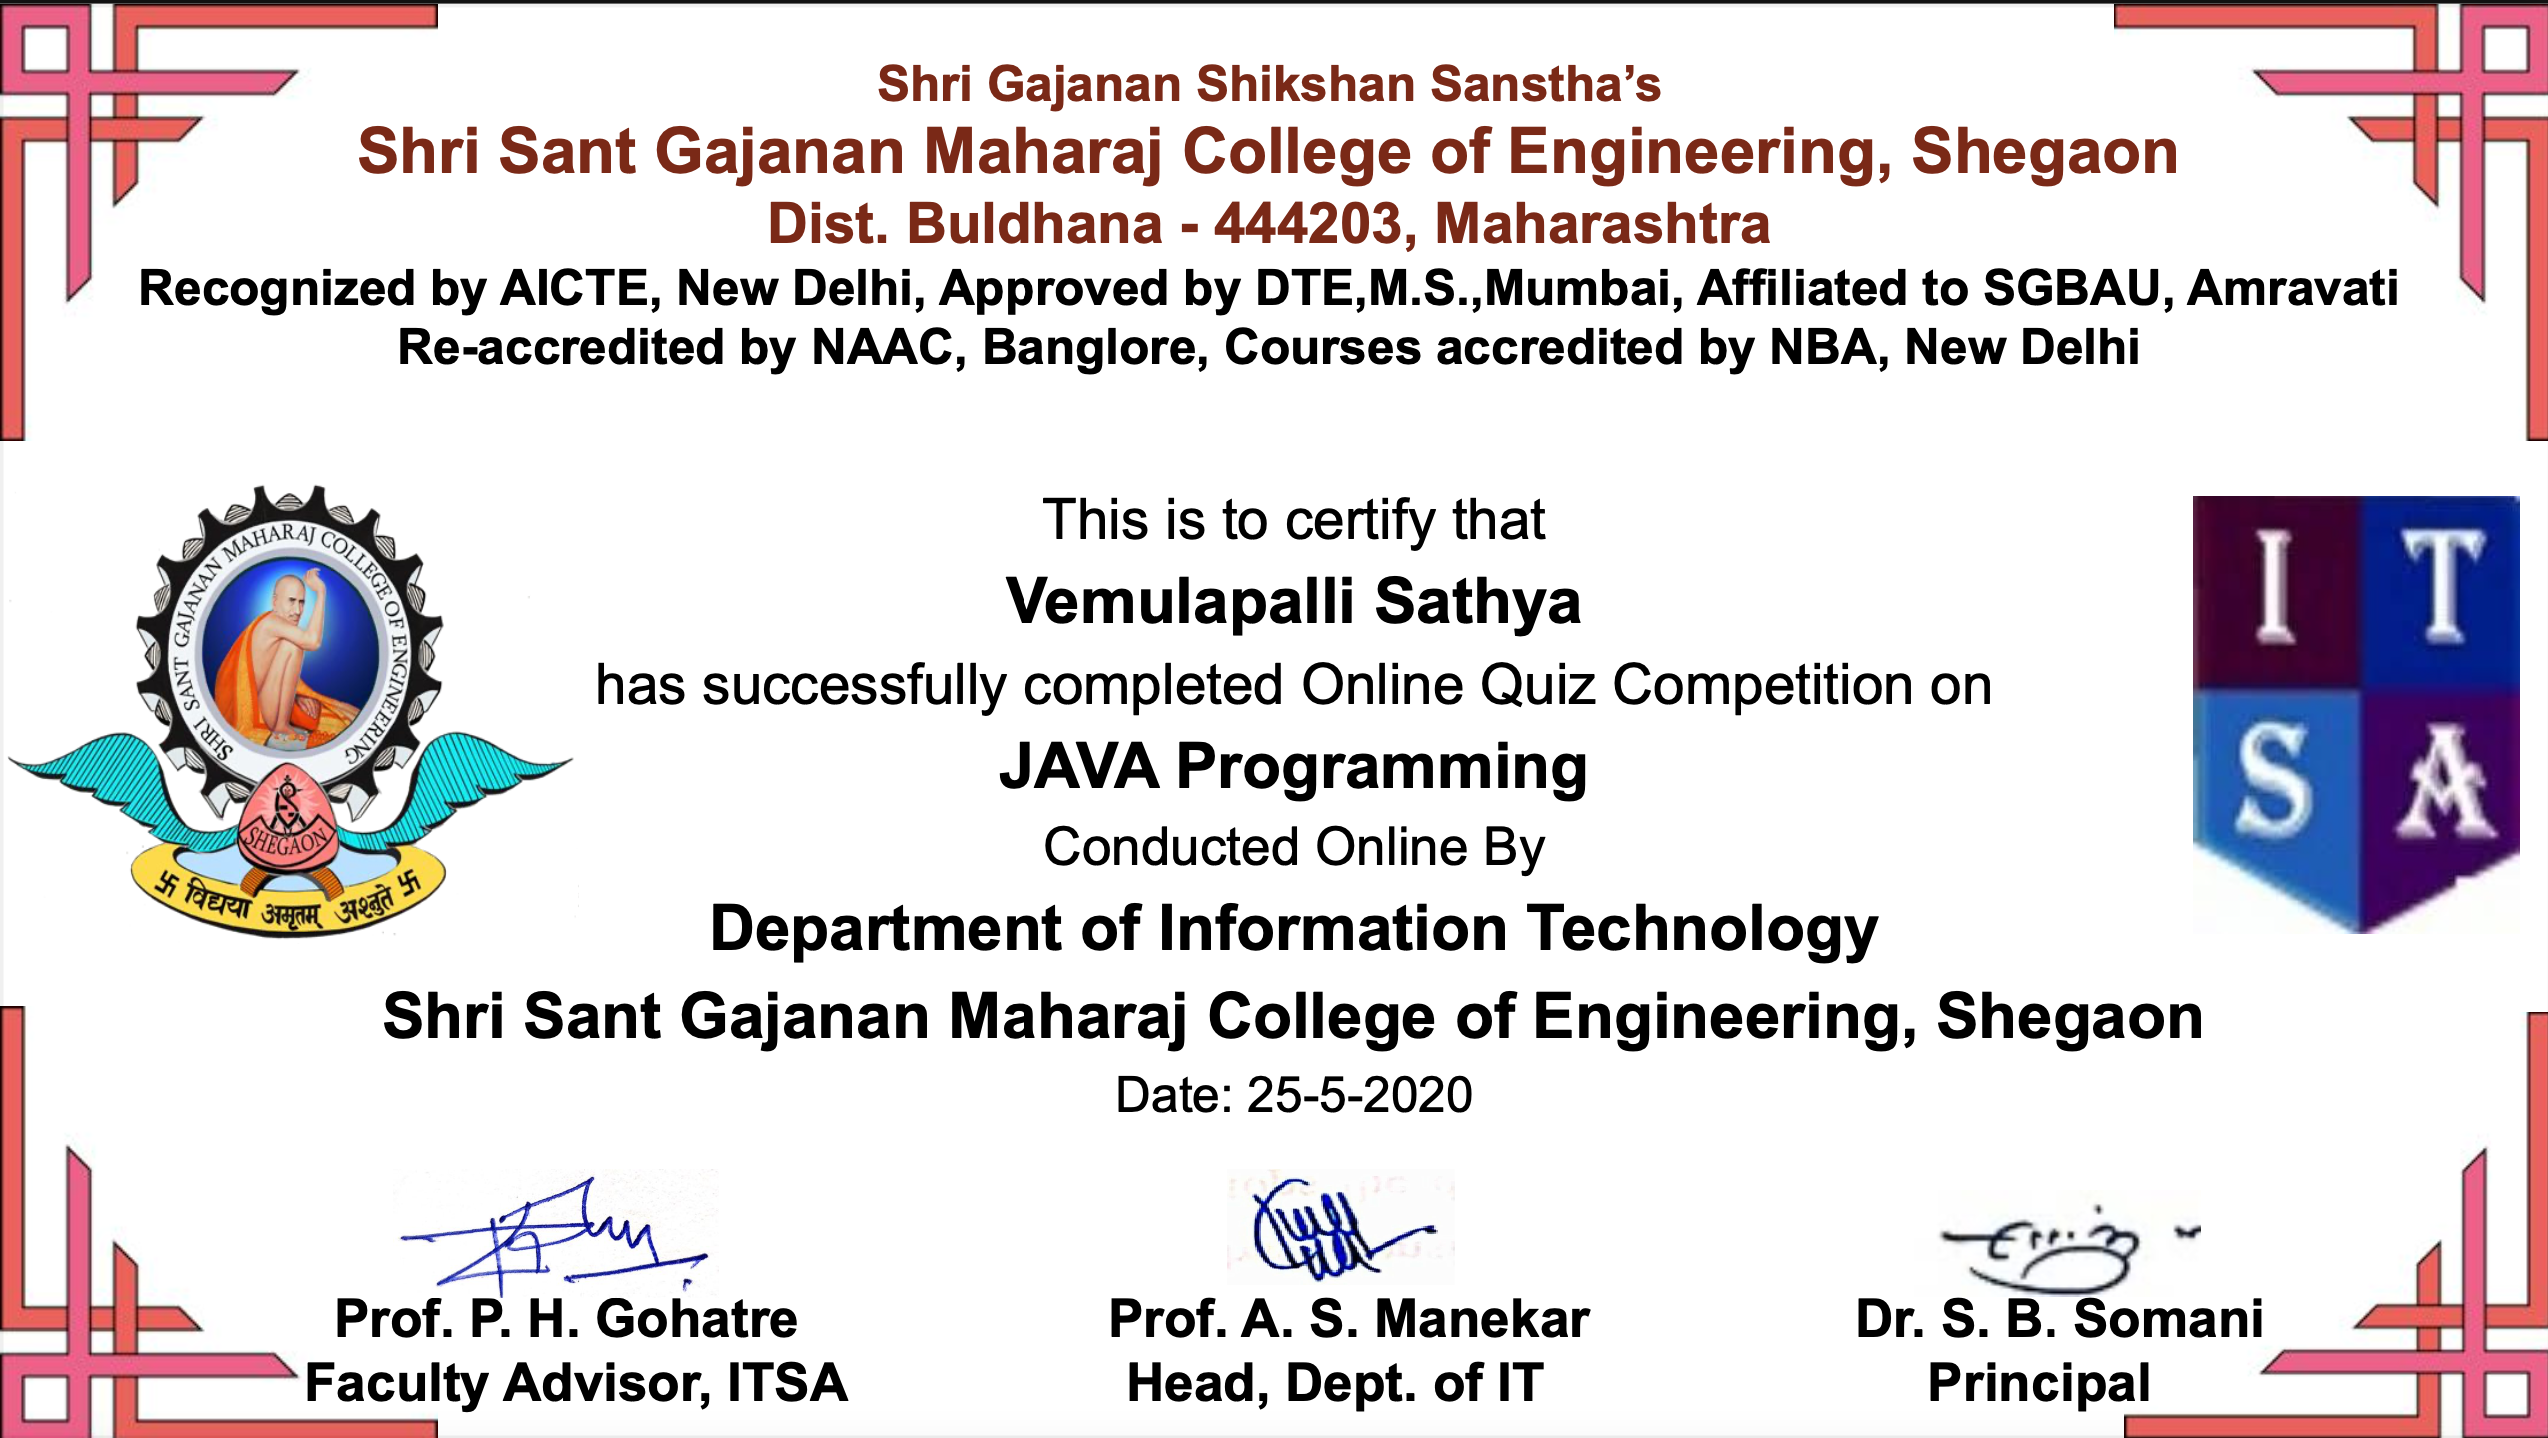 Shri Gajanan Shikshan Sanstha’s
Shri Sant Gajanan Maharaj College of Engineering, Shegaon
Dist. Buldhana - 444203, Maharashtra
Recognized by AICTE, New Delhi, Approved by DTE,M.S.,Mumbai, Affiliated to SGBAU, Amravati
Re-accredited by NAAC, Banglore, Courses accredited by NBA, New Delhi
SHRI SANT GAJANAN MAHARAJ COLLEGE OF ENGINEERING
SHEGAON
卐 विद्यया अमृतम् अश्नुते 卐
This is to certify that
Vemulapalli Sathya
has successfully completed Online Quiz Competition on
JAVA Programming
Conducted Online By
Department of Information Technology
Shri Sant Gajanan Maharaj College of Engineering, Shegaon
Date: 25-5-2020
I T
S A
Prof. P. H. Gohatre
Faculty Advisor, ITSA
Prof. A. S. Manekar
Head, Dept. of IT
Dr. S. B. Somani
Principal